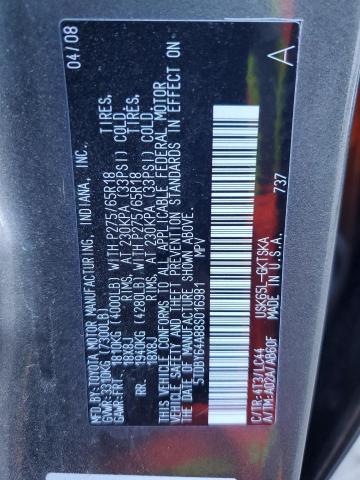 MFD.BY:TOYOTA MOTOR MANUFACTURING, INDIANA, INC. 04/08
GVWR:3310KG (7300LB)
GAWR:FRT. 1810KG (4000LB) WITH P275/65R18 TIRES,
18X8J RIMS, AT 230KPA (33PSI) COLD.
RR. 1940KG (4280LB) WITH P275/65R18 TIRES,
18X8J RIMS, AT 230KPA (33PSI) COLD.
THIS VEHICLE CONFORMS TO ALL APPLICABLE FEDERAL MOTOR
VEHICLE SAFETY AND THEFT PREVENTION STANDARDS IN EFFECT ON
THE DATE OF MANUFACTURE SHOWN ABOVE.
5TDBY64A88S016981 MPV
A
USK65L-GKTSKA 737
C/TR:4T3/LC44 MADE IN U.S.A.
A/TM:A02A/AB60F